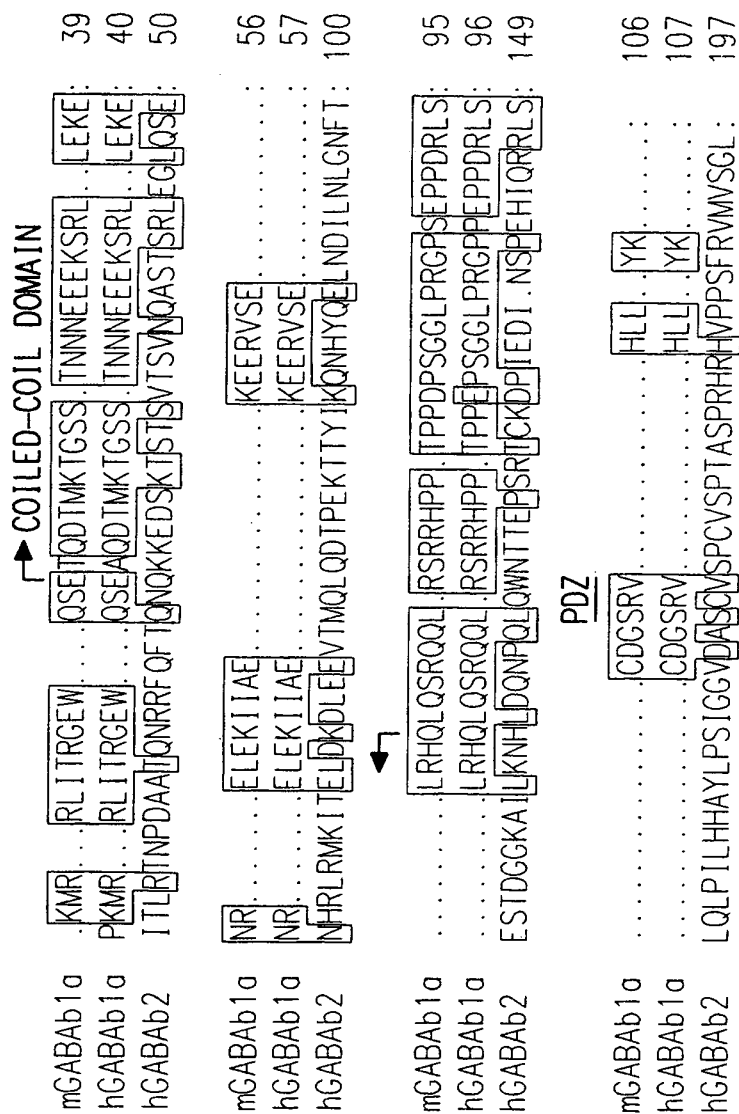 COILED-COIL DOMAIN
mGABAb1a .KMR...RLITRGEW....QSETQDTMKTGSS.TNNNEEEKSRL..LEKE: 39
hGABAb1a PKMR...RLITRGEW....QSEAQDTMKTGSS.TNNNEEEKSRL..LEKE: 40
hGABAb2 ITLRTNPDAATQNRRFQFTQNQKKEDSKTSTSVTSVNQASTSRLEGLQSE: 50
mGABAb1a NR.......ELEKIIAE...............KEERVSE...........: 56
hGABAb1a NR.......ELEKIIAE...............KEERVSE...........: 57
hGABAb2 NHRLRMKITELDKDLEEVTMQLQDTPEKTTYIKQNHYQELNDILNLGNFT: 100
mGABAb1a .........LRHQLQSRQQL.RSRRHPP.TPPDPSGGLPRGPSEPPDRLS: 95
hGABAb1a .........LRHQLQSRQQL.RSRRHPP.TPPEPSGGLPRGPPEPPDRLS: 96
hGABAb2 ESTDGGKAILKNHLDQNPQLQWNTTEPSRTCKDPIEDI.NSPEHIQRRLS: 149
PDZ
mGABAb1a ................CDGSRV.............HLL..YK......: 106
hGABAb1a ................CDGSRV.............HLL..YK......: 107
hGABAb2 LQLPILHHAYLPSIGGVDASCVSPCVSPTASPRHRHVPPSFRVMVSGL: 197